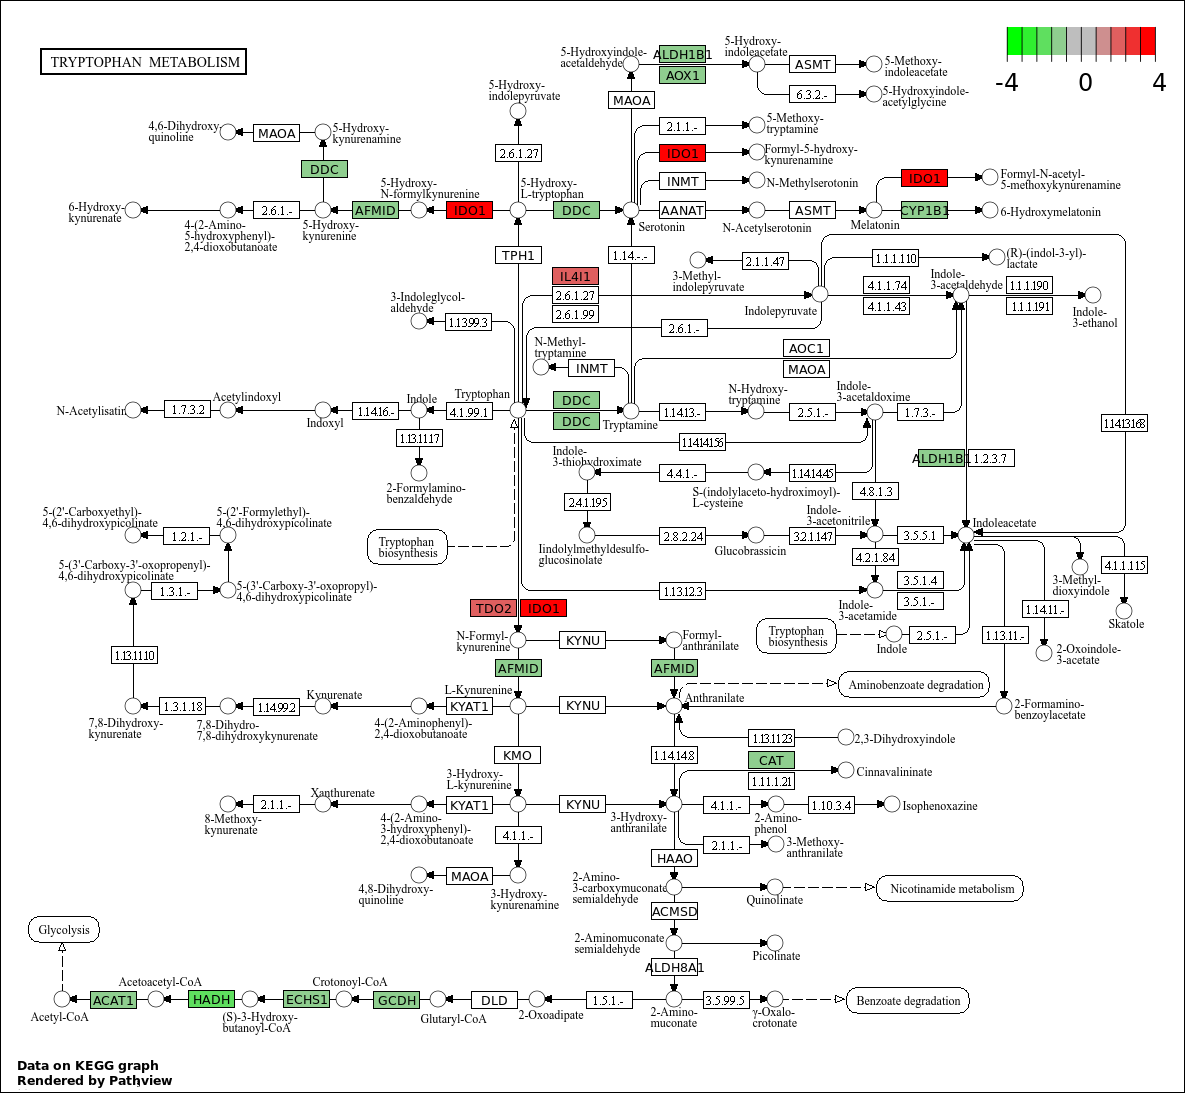 TRYPTOPHAN METABOLISM
-4 0 4
5-Hydroxyindole-
acetaldehyde
ALDH1B1
AOX1
5-Hydroxy-
indoleacetate
ASMT
5-Methoxy-
indoleacetate
6.3.2.-
5-Hydroxyindole-
acetylglycine
MAOA
5-Hydroxy-
indolepyruvate
2.6.1.27
4,6-Dihydroxy-
quinoline
MAOA
5-Hydroxy-
kynurenamine
DDC
2.1.1.-
5-Methoxy-
tryptamine
IDO1
Formyl-5-hydroxy-
kynurenamine
INMT
N-Methylserotonin
IDO1
Formyl-N-acetyl-
5-methoxykynurenamine
6-Hydroxy-
kynurenate
2.6.1.-
4-(2-Amino-
5-hydroxyphenyl)-
2,4-dioxobutanoate
5-Hydroxy-
kynurenine
AFMID
5-Hydroxy-
N-formylkynurenine
IDO1
5-Hydroxy-
L-tryptophan
DDC
Serotonin
AANAT
N-Acetylserotonin
ASMT
Melatonin
CYP1B1
6-Hydroxymelatonin
TPH1
1.14.-.-
IL4I1
2.6.1.27
2.6.1.99
3-Methyl-
indolepyruvate
2.1.1.47
1.1.1.110
(R)-(indol-3-yl)-
lactate
Indolepyruvate
4.1.1.74
4.1.1.43
Indole-
3-acetaldehyde
1.1.1.190
1.1.1.191
Indole-
3-ethanol
3-Indoleglycol-
aldehyde
1.13.99.3
2.6.1.-
N-Methyl-
tryptamine
INMT
AOC1
MAOA
N-Acetylisatin
1.7.3.2
Acetylindoxyl
Indoxyl
1.14.16.-
Indole
4.1.99.1
Tryptophan
DDC
DDC
Tryptamine
1.14.13.-
N-Hydroxy-
tryptamine
2.5.1.-
Indole-
3-acetaldoxime
1.7.3.-
1.14.13.168
1.13.11.17
2-Formylamino-
benzaldehyde
1.14.14.156
Indole-
3-thiohydroximate
4.4.1.-
S-(indolylaceto-hydroximoyl)-
L-cysteine
1.14.14.45
ALDH1B1
1.2.3.7
4.8.1.3
2.4.1.195
Iindolylmethyldesulfo-
glucosinolate
2.8.2.24
Glucobrassicin
3.2.1.147
Indole-
3-acetonitrile
3.5.5.1
Indoleacetate
5-(2'-Carboxyethyl)-
4,6-dihydroxypicolinate
1.2.1.-
5-(2'-Formylethyl)-
4,6-dihydroxypicolinate
Tryptophan
biosynthesis
4.2.1.84
4.1.1.115
3-Methyl-
dioxyindole
5-(3'-Carboxy-3'-oxopropenyl)-
4,6-dihydroxypicolinate
1.3.1.-
5-(3'-Carboxy-3'-oxopropyl)-
4,6-dihydroxypicolinate
1.13.12.3
3.5.1.4
3.5.1.-
Indole-
3-acetamide
TDO2
IDO1
1.14.11.-
Skatole
Tryptophan
biosynthesis
Indole
2.5.1.-
1.13.11.-
2-Oxoindole-
3-acetate
N-Formyl-
kynurenine
KYNU
Formyl-
anthranilate
1.13.11.10
AFMID
AFMID
Aminobenzoate degradation
7,8-Dihydroxy-
kynurenate
1.3.1.18
7,8-Dihydro-
7,8-dihydroxykynurenate
1.14.99.2
Kynurenate
4-(2-Aminophenyl)-
2,4-dioxobutanoate
KYAT1
L-Kynurenine
KYNU
Anthranilate
2-Formamino-
benzoylacetate
1.13.11.23
2,3-Dihydroxyindole
KMO
1.14.14.8
CAT
1.11.1.21
Cinnavalininate
8-Methoxy-
kynurenate
2.1.1.-
Xanthurenate
4-(2-Amino-
3-hydroxyphenyl)-
2,4-dioxobutanoate
KYAT1
3-Hydroxy-
L-kynurenine
KYNU
3-Hydroxy-
anthranilate
4.1.1.-
2-Amino-
phenol
1.10.3.4
Isophenoxazine
4.1.1.-
2.1.1.-
3-Methoxy-
anthranilate
HAAO
4,8-Dihydroxy-
quinoline
MAOA
3-Hydroxy-
kynurenamine
2-Amino-
3-carboxymuconate
semialdehyde
Quinolinate
Nicotinamide metabolism
ACMSD
Glycolysis
2-Aminomuconate
semialdehyde
Picolinate
ALDH8A1
Acetyl-CoA
ACAT1
Acetoacetyl-CoA
HADH
(S)-3-Hydroxy-
butanoyl-CoA
ECHS1
Crotonoyl-CoA
GCDH
Glutaryl-CoA
DLD
2-Oxoadipate
1.5.1.-
2-Amino-
muconate
3.5.99.5
γ-Oxalo-
crotonate
Benzoate degradation
Data on KEGG graph
Rendered by Pathview